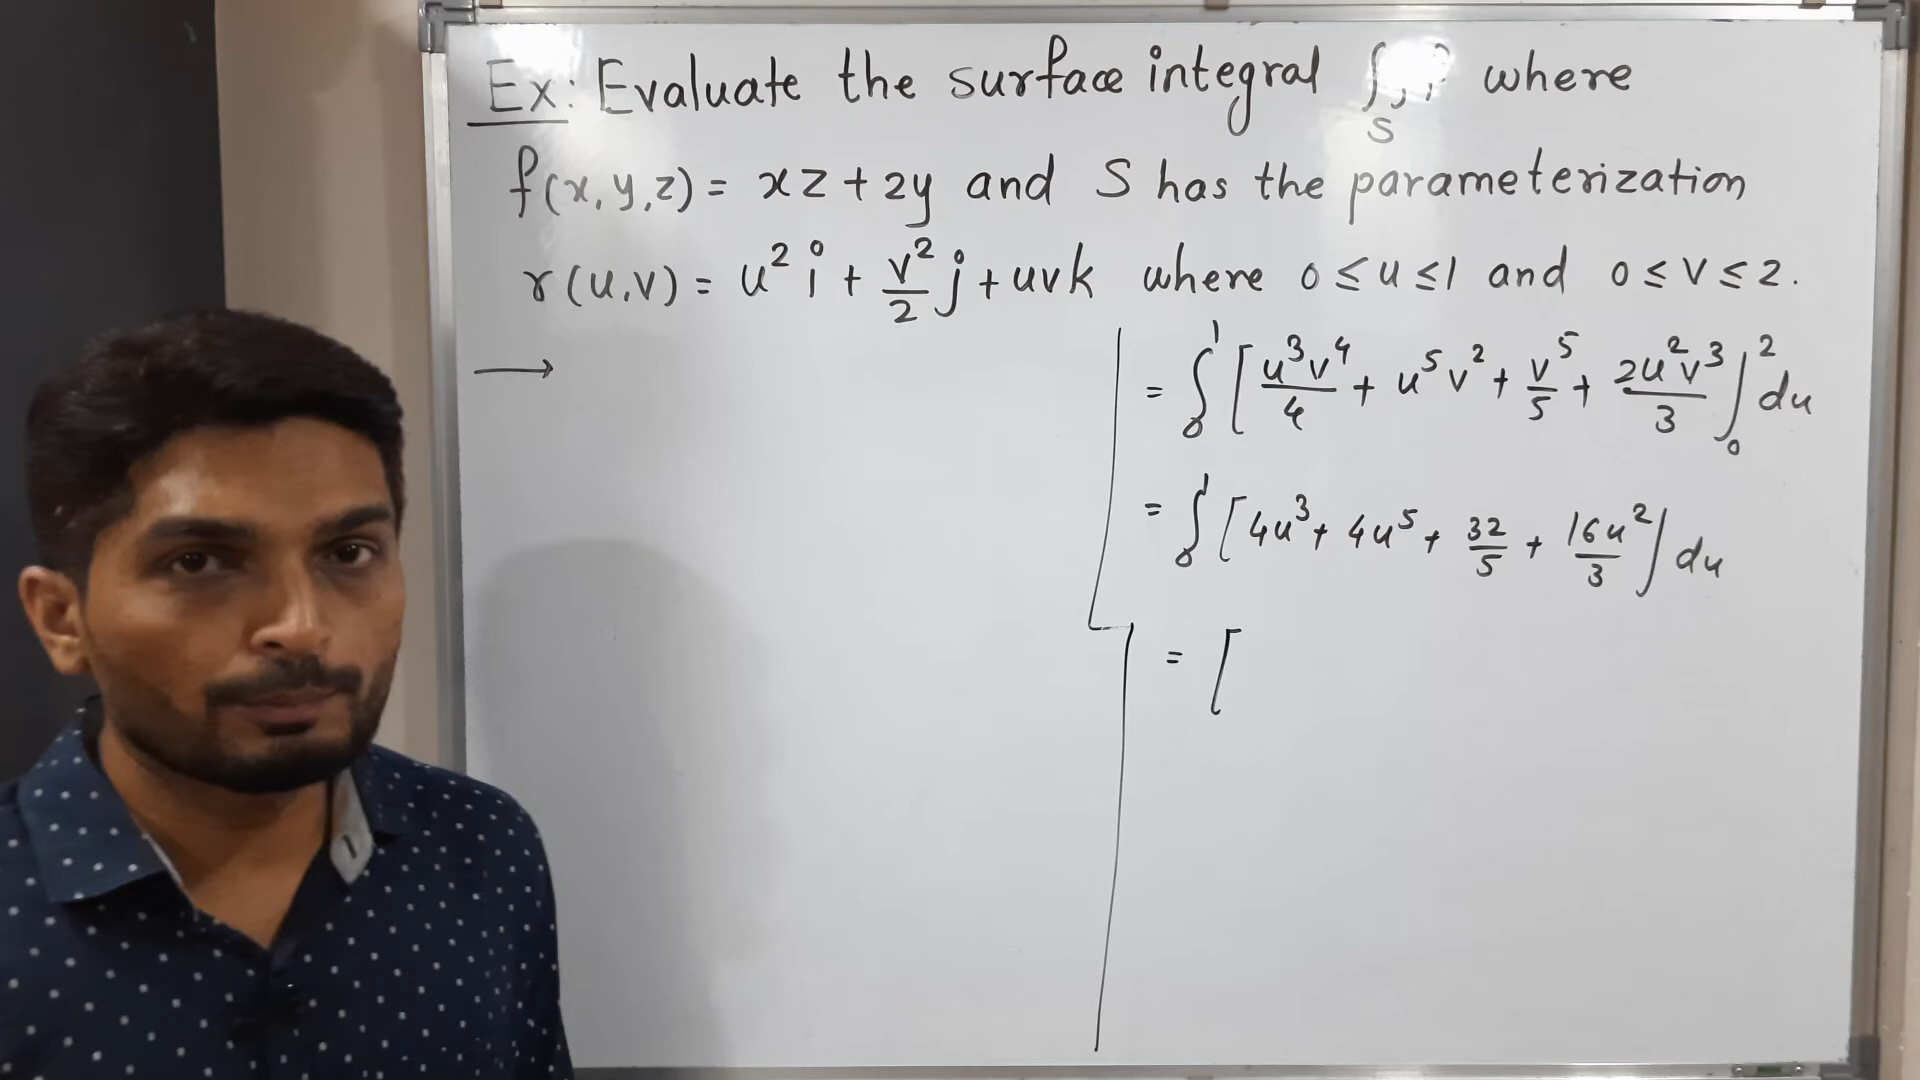 Ex: Evaluate the surface integral ∫ where
S
f(x,y,z) = xz + 2y and S has the parameterization
r(u,v) = u² i + v²/2 j + uvk where 0 ≤ u ≤ 1 and 0 ≤ v ≤ 2.
→
= ∫₀¹ [u³v⁴/4 + u⁵v² + v⁵/5 + 2u²v³/3]₀² du
= ∫₀¹ [4u³ + 4u⁵ + 32/5 + 16u²/3] du
= [